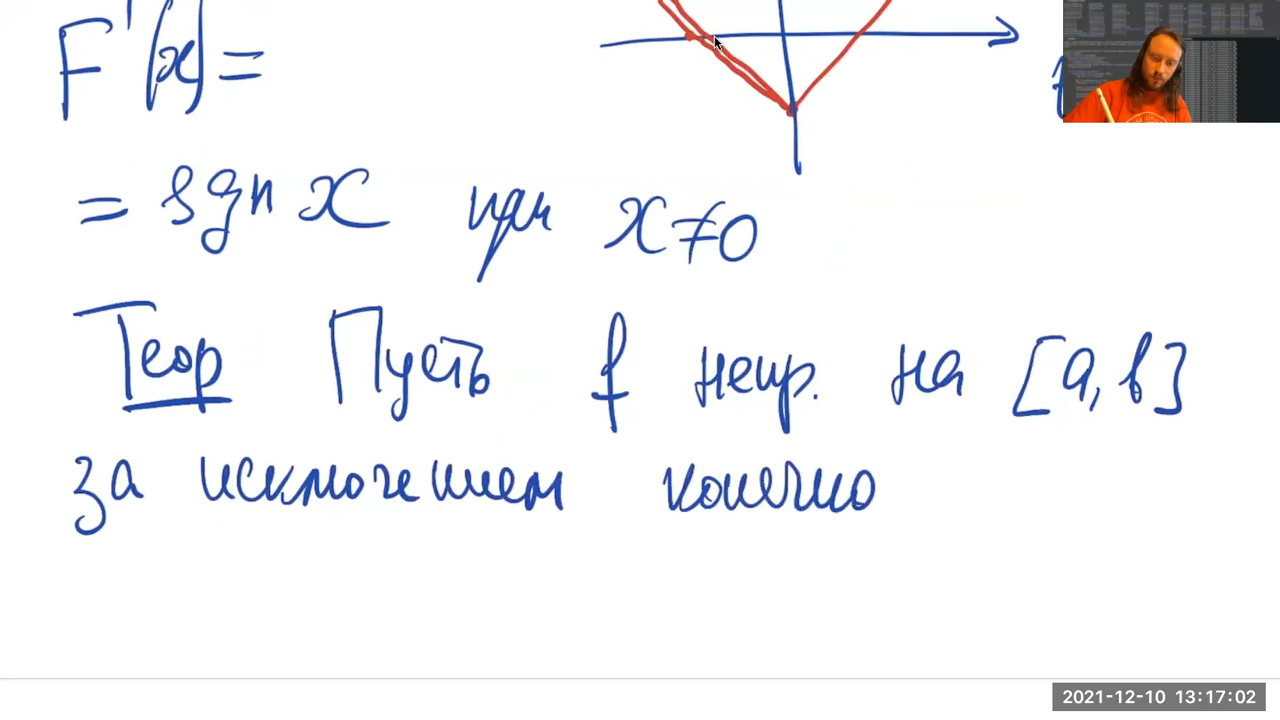 F'(x) =
= sgn x при x≠0
Теор Пусть f непр. на [a, b]
за исключением конечно
2021-12-10 13:17:02